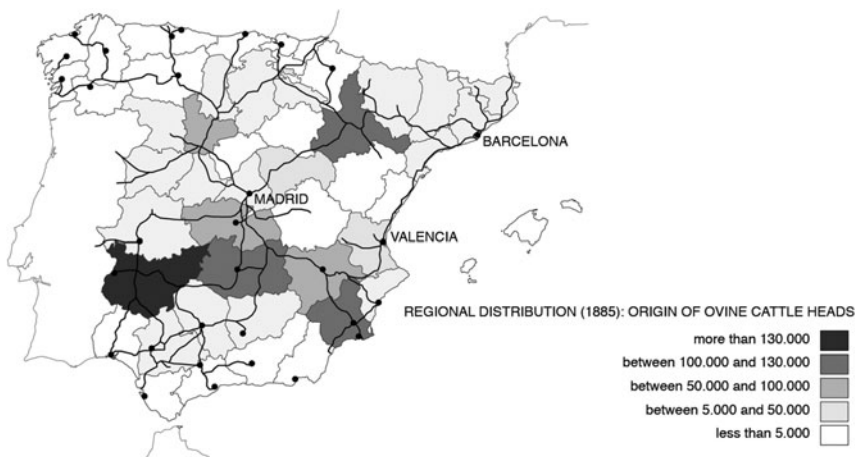 BARCELONA
MADRID
VALENCIA
REGIONAL DISTRIBUTION (1885): ORIGIN OF OVINE CATTLE HEADS
more than 130.000
between 100.000 and 130.000
between 50.000 and 100.000
between 5.000 and 50.000
less than 5.000